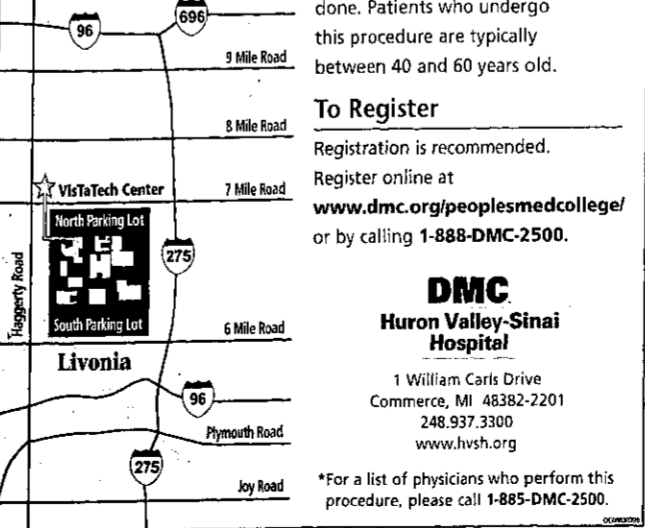 96
696
9 Mile Road
8 Mile Road
VisTaTech Center
7 Mile Road
North Parking Lot
275
Haggerty Road
South Parking Lot
6 Mile Road
Livonia
96
Plymouth Road
275
Joy Road
done. Patients who undergo
this procedure are typically
between 40 and 60 years old.
To Register
Registration is recommended.
Register online at
www.dmc.org/peoplesmedcollege/
or by calling 1-888-DMC-2500.
DMC
Huron Valley-Sinai
Hospital
1 William Carls Drive
Commerce, MI 48382-2201
248.937.3300
www.hvsh.org
*For a list of physicians who perform this
procedure, please call 1-885-DMC-2500.